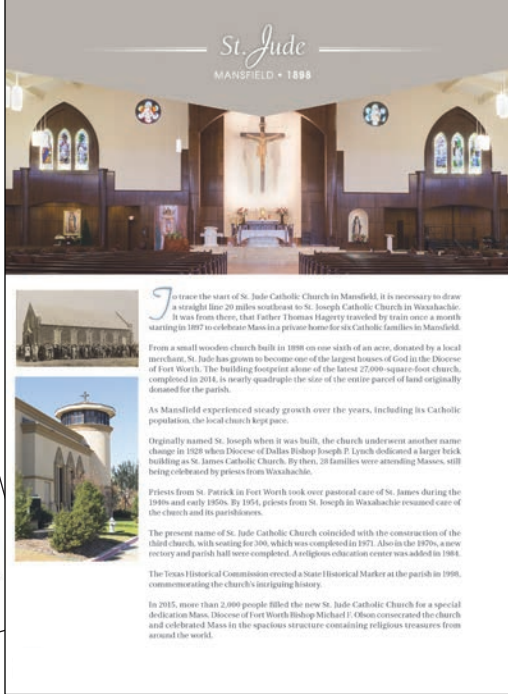 St. Jude
MANSFIELD • 1898
To trace the start of St. Jude Catholic Church in Mansfield, it is necessary to draw
a straight line 20 miles southeast to St. Joseph Catholic Church in Waxahachie.
It was from there, that Father Thomas Hagerty traveled by train once a month
starting in 1897 to celebrate Mass in a private home for six Catholic families in Mansfield.
From a small wooden church built in 1898 on one sixth of an acre, donated by a local
merchant, St. Jude has grown to become one of the largest houses of God in the Diocese
of Fort Worth. The building footprint alone of the latest 27,000-square-foot church,
completed in 2014, is nearly quadruple the size of the entire parcel of land originally
donated for the parish.
As Mansfield experienced steady growth over the years, including its Catholic
population, the local church kept pace.
Orginally named St. Joseph when it was built, the church underwent another name
change in 1928 when Diocese of Dallas Bishop Joseph P. Lynch dedicated a larger brick
building as St. James Catholic Church. By then, 28 families were attending Masses, still
being celebrated by priests from Waxahachie.
Priests from St. Patrick in Fort Worth took over pastoral care of St. James during the
1940s and early 1950s. By 1954, priests from St. Joseph in Waxahachie resumed care of
the church and its parishioners.
The present name of St. Jude Catholic Church coincided with the construction of the
third church, with seating for 300, which was completed in 1971. Also in the 1970s, a new
rectory and parish hall were completed. A religious education center was added in 1984.
The Texas Historical Commission erected a State Historical Marker at the parish in 1998,
commemorating the church's intriguing history.
In 2015, more than 2,000 people filled the new St. Jude Catholic Church for a special
dedication Mass. Diocese of Fort Worth Bishop Michael F. Olson consecrated the church
and celebrated Mass in the spacious structure containing religious treasures from
around the world.